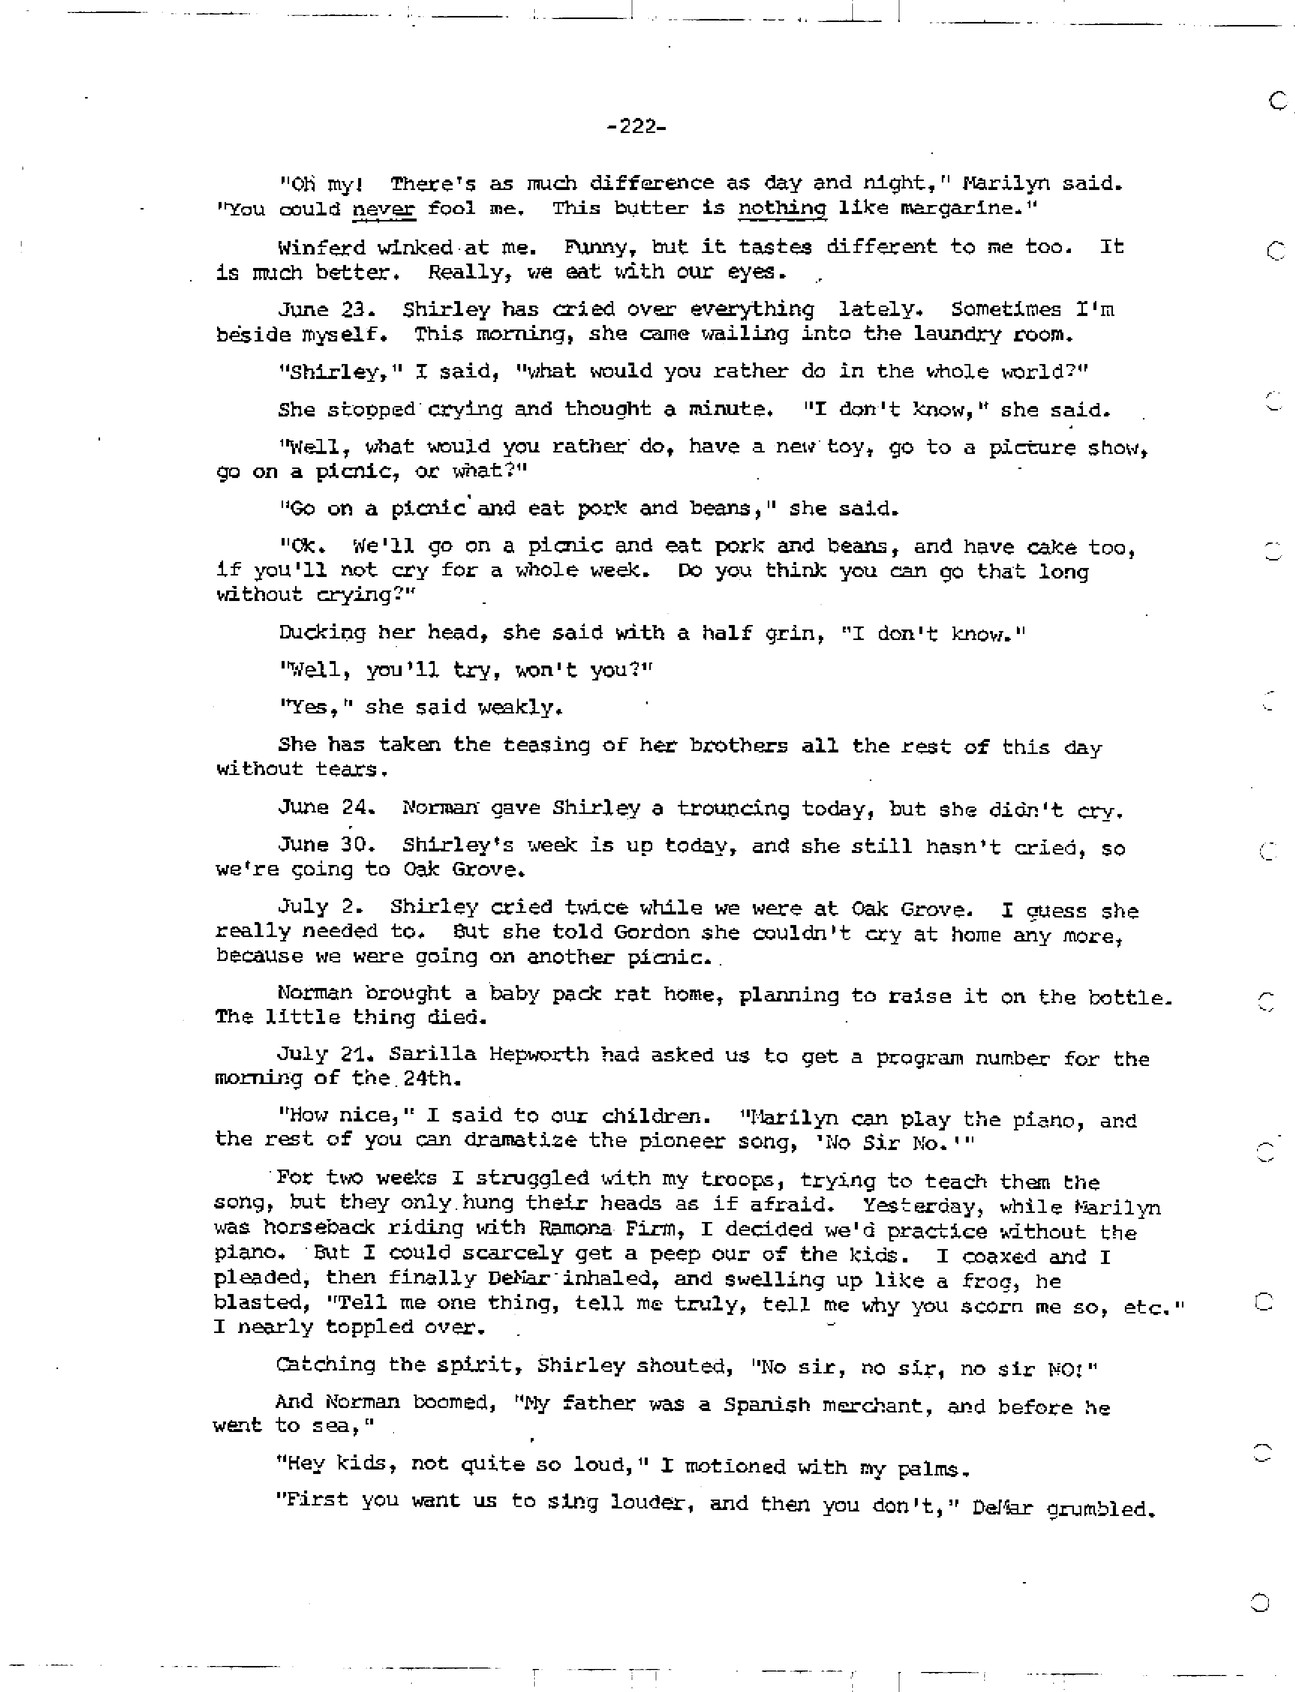 -222-
"Oh my! There's as much difference as day and night," Marilyn said.
"You could never fool me. This butter is nothing like margarine."
Winferd winked at me. Funny, but it tastes different to me too. It
is much better. Really, we eat with our eyes.
June 23. Shirley has cried over everything lately. Sometimes I'm
beside myself. This morning, she came wailing into the laundry room.
"Shirley," I said, "what would you rather do in the whole world?"
She stopped crying and thought a minute. "I don't know," she said.
"Well, what would you rather do, have a new toy, go to a picture show,
go on a picnic, or what?"
"Go on a picnic and eat pork and beans," she said.
"Ok. We'll go on a picnic and eat pork and beans, and have cake too,
if you'll not cry for a whole week. Do you think you can go that long
without crying?"
Ducking her head, she said with a half grin, "I don't know."
"Well, you'll try, won't you?"
"Yes," she said weakly.
She has taken the teasing of her brothers all the rest of this day
without tears.
June 24. Norman gave Shirley a trouncing today, but she didn't cry.
June 30. Shirley's week is up today, and she still hasn't cried, so
we're going to Oak Grove.
July 2. Shirley cried twice while we were at Oak Grove. I guess she
really needed to. But she told Gordon she couldn't cry at home any more,
because we were going on another picnic.
Norman brought a baby pack rat home, planning to raise it on the bottle.
The little thing died.
July 21. Sarilla Hepworth had asked us to get a program number for the
morning of the 24th.
"How nice," I said to our children. "Marilyn can play the piano, and
the rest of you can dramatize the pioneer song, 'No Sir No.'"
For two weeks I struggled with my troops, trying to teach them the
song, but they only hung their heads as if afraid. Yesterday, while Marilyn
was horseback riding with Ramona Firm, I decided we'd practice without the
piano. But I could scarcely get a peep our of the kids. I coaxed and I
pleaded, then finally DeMar inhaled, and swelling up like a frog, he
blasted, "Tell me one thing, tell me truly, tell me why you scorn me so, etc."
I nearly toppled over.
Catching the spirit, Shirley shouted, "No sir, no sir, no sir NO!"
And Norman boomed, "My father was a Spanish merchant, and before he
went to sea,"
"Hey kids, not quite so loud," I motioned with my palms.
"First you want us to sing louder, and then you don't," DeMar grumbled.